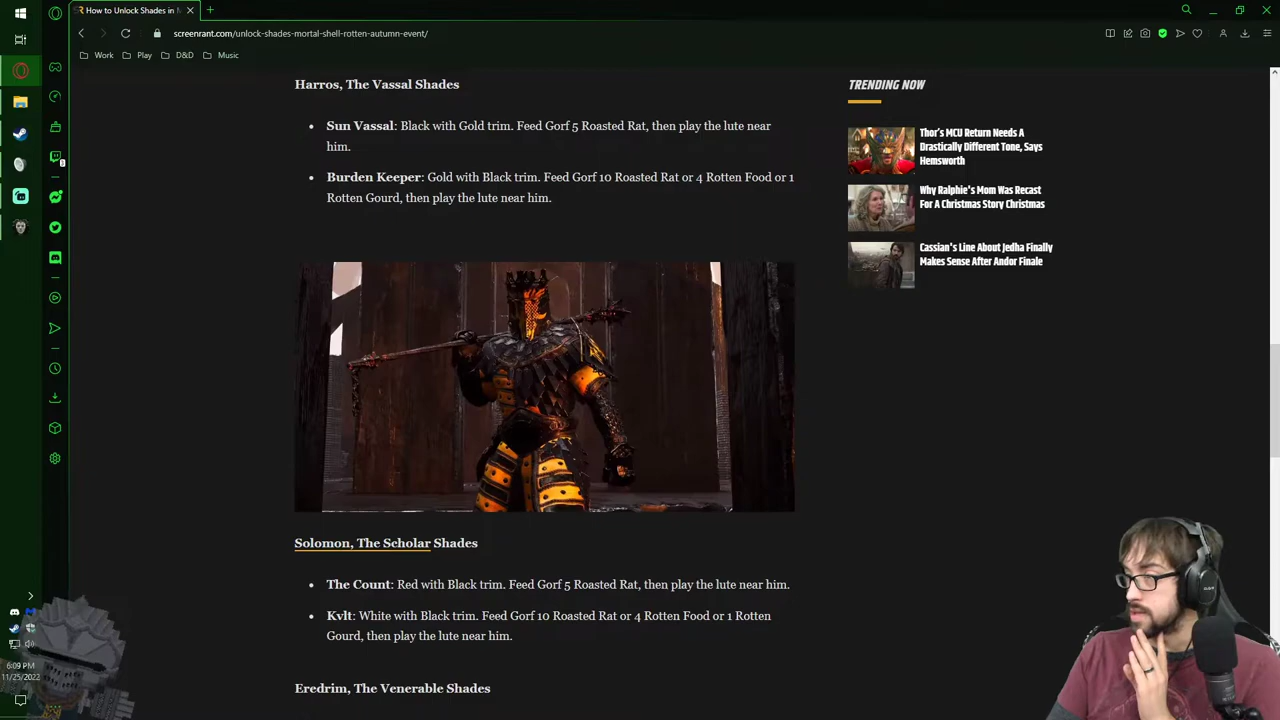 How to Unlock Shades in M
screenrant.com/unlock-shades-mortal-shell-rotten-autumn-event/
Work Play D&D Music
Harros, The Vassal Shades
Sun Vassal: Black with Gold trim. Feed Gorf 5 Roasted Rat, then play the lute near
him.
Burden Keeper: Gold with Black trim. Feed Gorf 10 Roasted Rat or 4 Rotten Food or 1
Rotten Gourd, then play the lute near him.
Solomon, The Scholar Shades
The Count: Red with Black trim. Feed Gorf 5 Roasted Rat, then play the lute near him.
Kvlt: White with Black trim. Feed Gorf 10 Roasted Rat or 4 Rotten Food or 1 Rotten
Gourd, then play the lute near him.
Eredrim, The Venerable Shades
TRENDING NOW
Thor's MCU Return Needs A
Drastically Different Tone, Says
Hemsworth
Why Ralphie's Mom Was Recast
For A Christmas Story Christmas
Cassian's Line About Jedha Finally
Makes Sense After Andor Finale
6:09 PM
11/25/2022